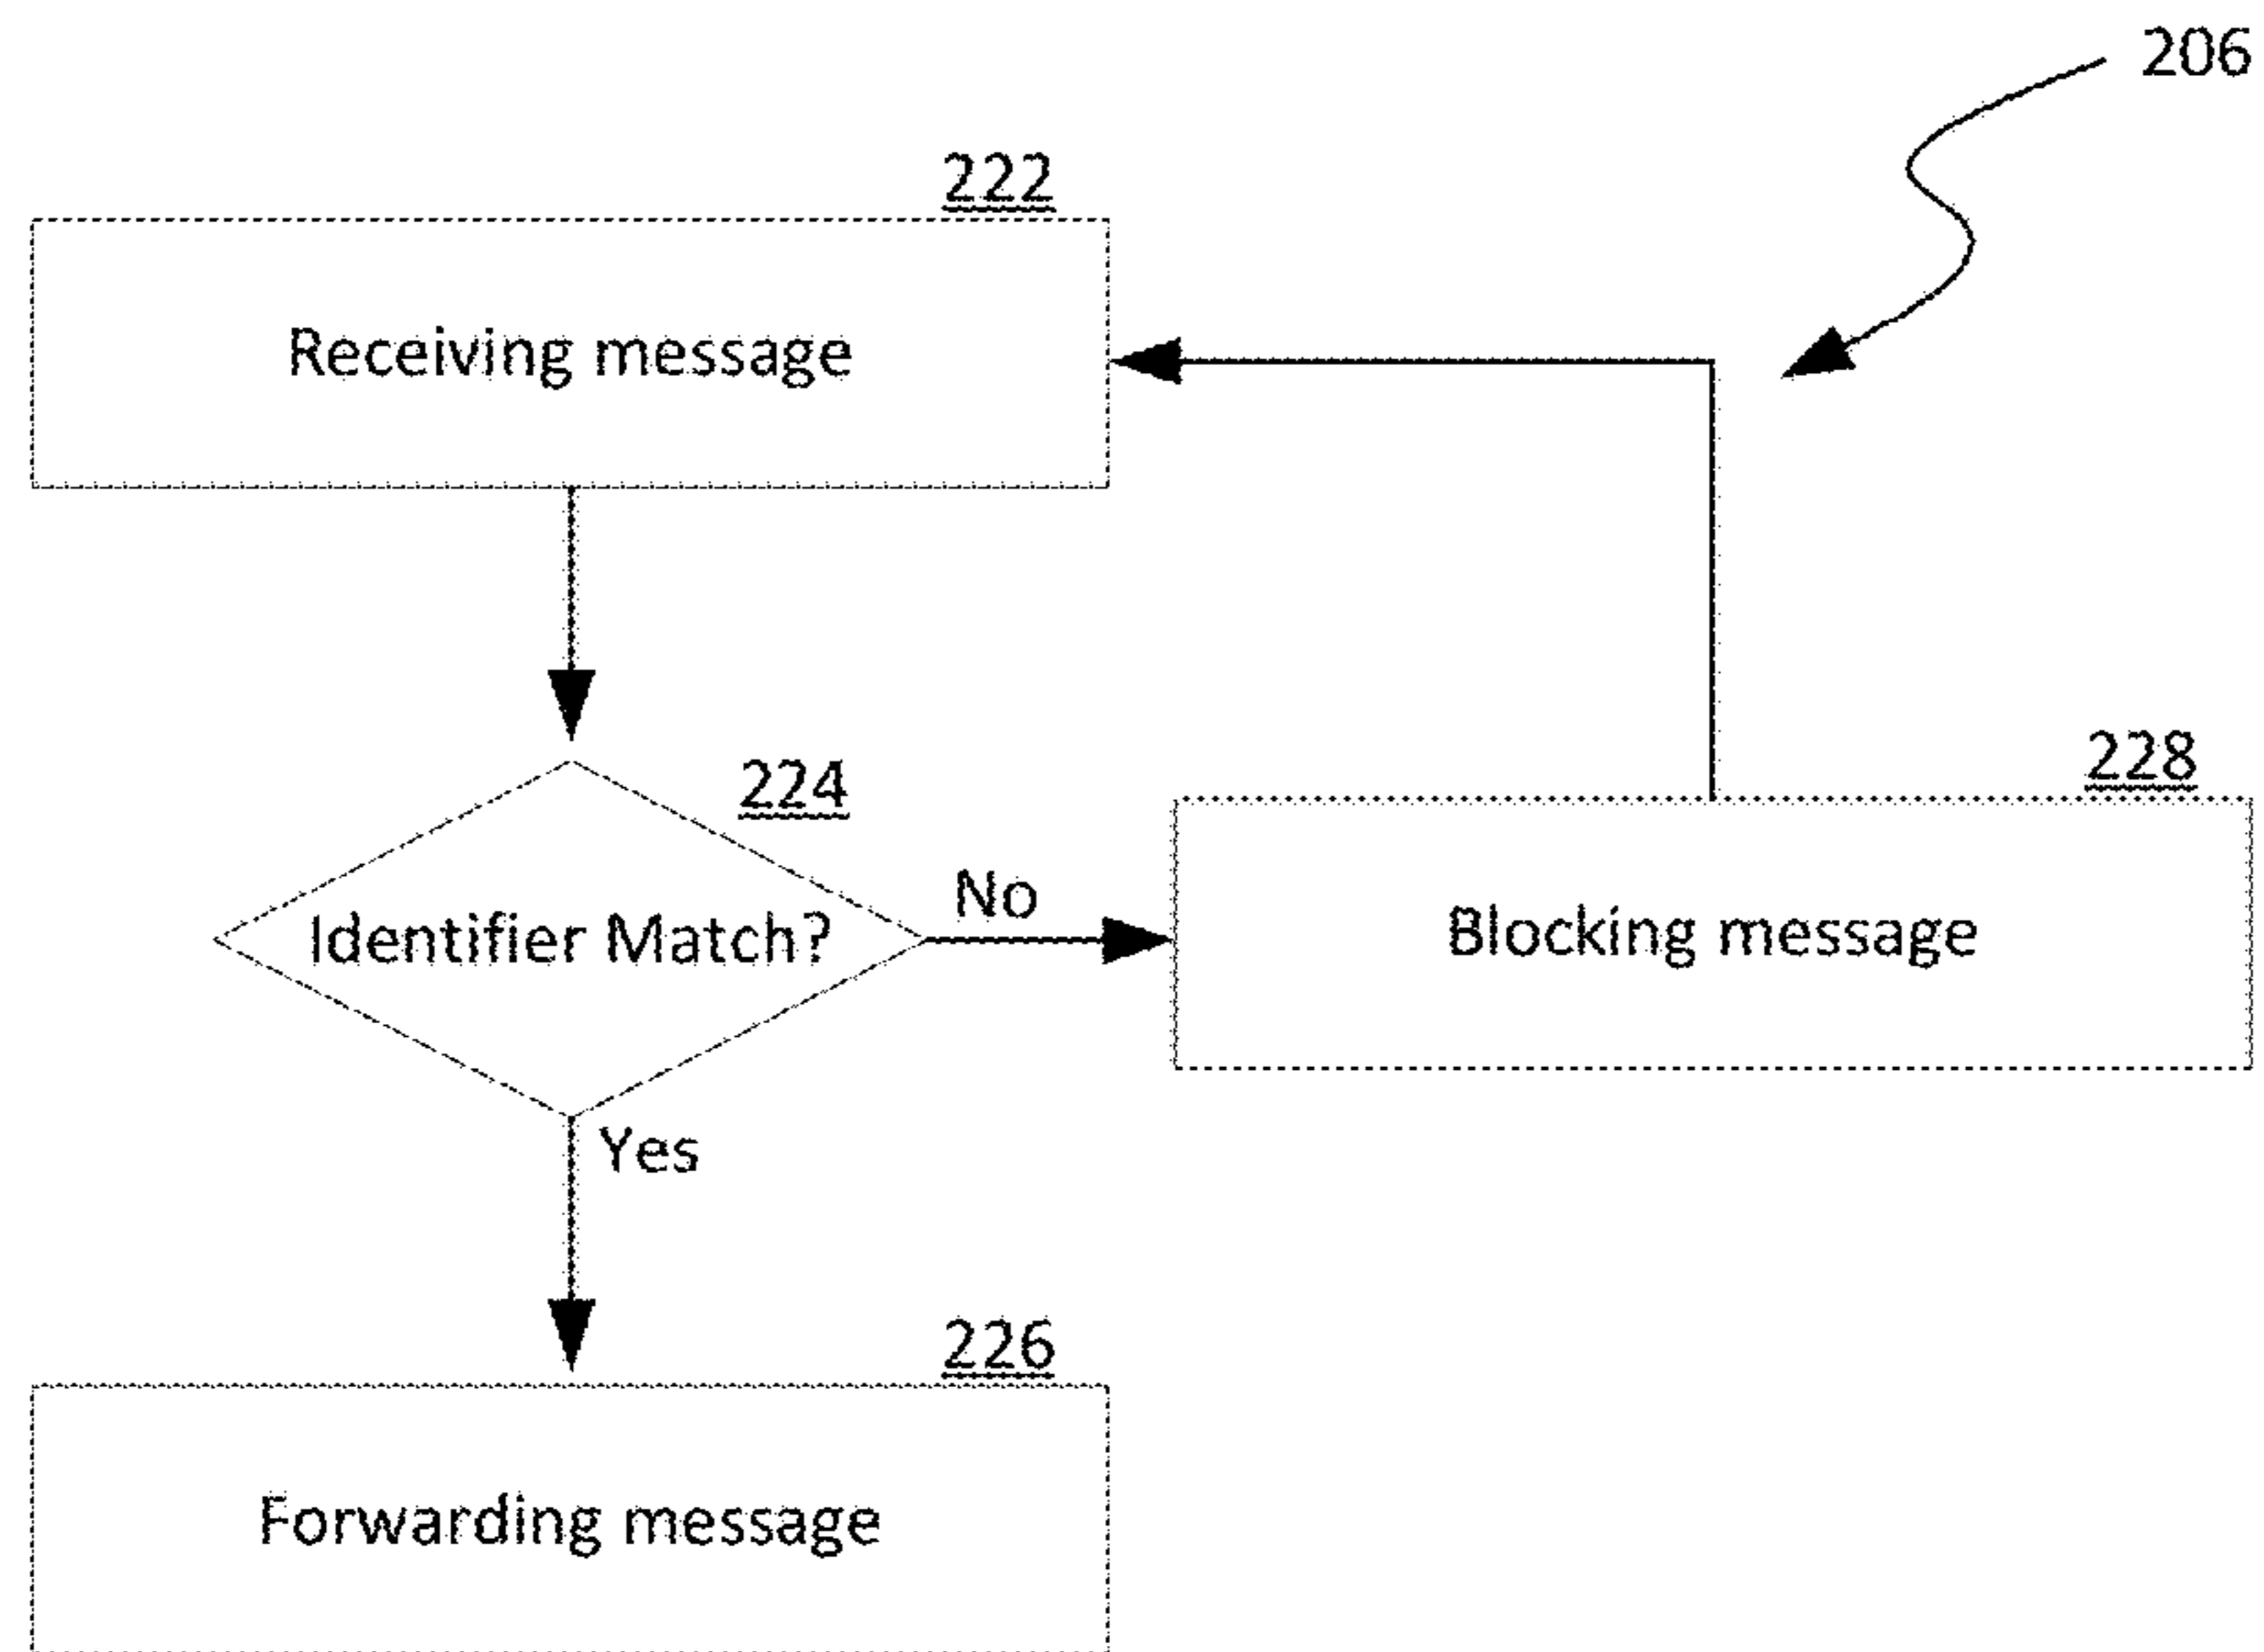 206
222
Receiving message
224
Identifier Match?
No
228
Blocking message
Yes
226
Forwarding message